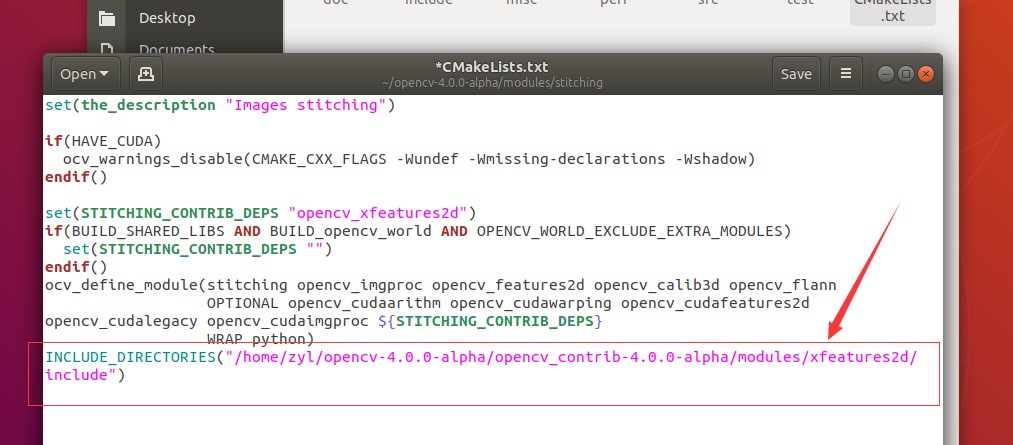 Desktop
doc include misc perf src test CMakeLists
.txt
Documents
Open *CMakeLists.txt Save
~/opencv-4.0.0-alpha/modules/stitching
set(the_description "Images stitching")
if(HAVE_CUDA)
  ocv_warnings_disable(CMAKE_CXX_FLAGS -Wundef -Wmissing-declarations -Wshadow)
endif()
set(STITCHING_CONTRIB_DEPS "opencv_xfeatures2d")
if(BUILD_SHARED_LIBS AND BUILD_opencv_world AND OPENCV_WORLD_EXCLUDE_EXTRA_MODULES)
  set(STITCHING_CONTRIB_DEPS "")
endif()
ocv_define_module(stitching opencv_imgproc opencv_features2d opencv_calib3d opencv_flann
                  OPTIONAL opencv_cudaarithm opencv_cudawarping opencv_cudafeatures2d
opencv_cudalegacy opencv_cudaimgproc ${STITCHING_CONTRIB_DEPS}
                  WRAP python)
INCLUDE_DIRECTORIES("/home/zyl/opencv-4.0.0-alpha/opencv_contrib-4.0.0-alpha/modules/xfeatures2d/
include")